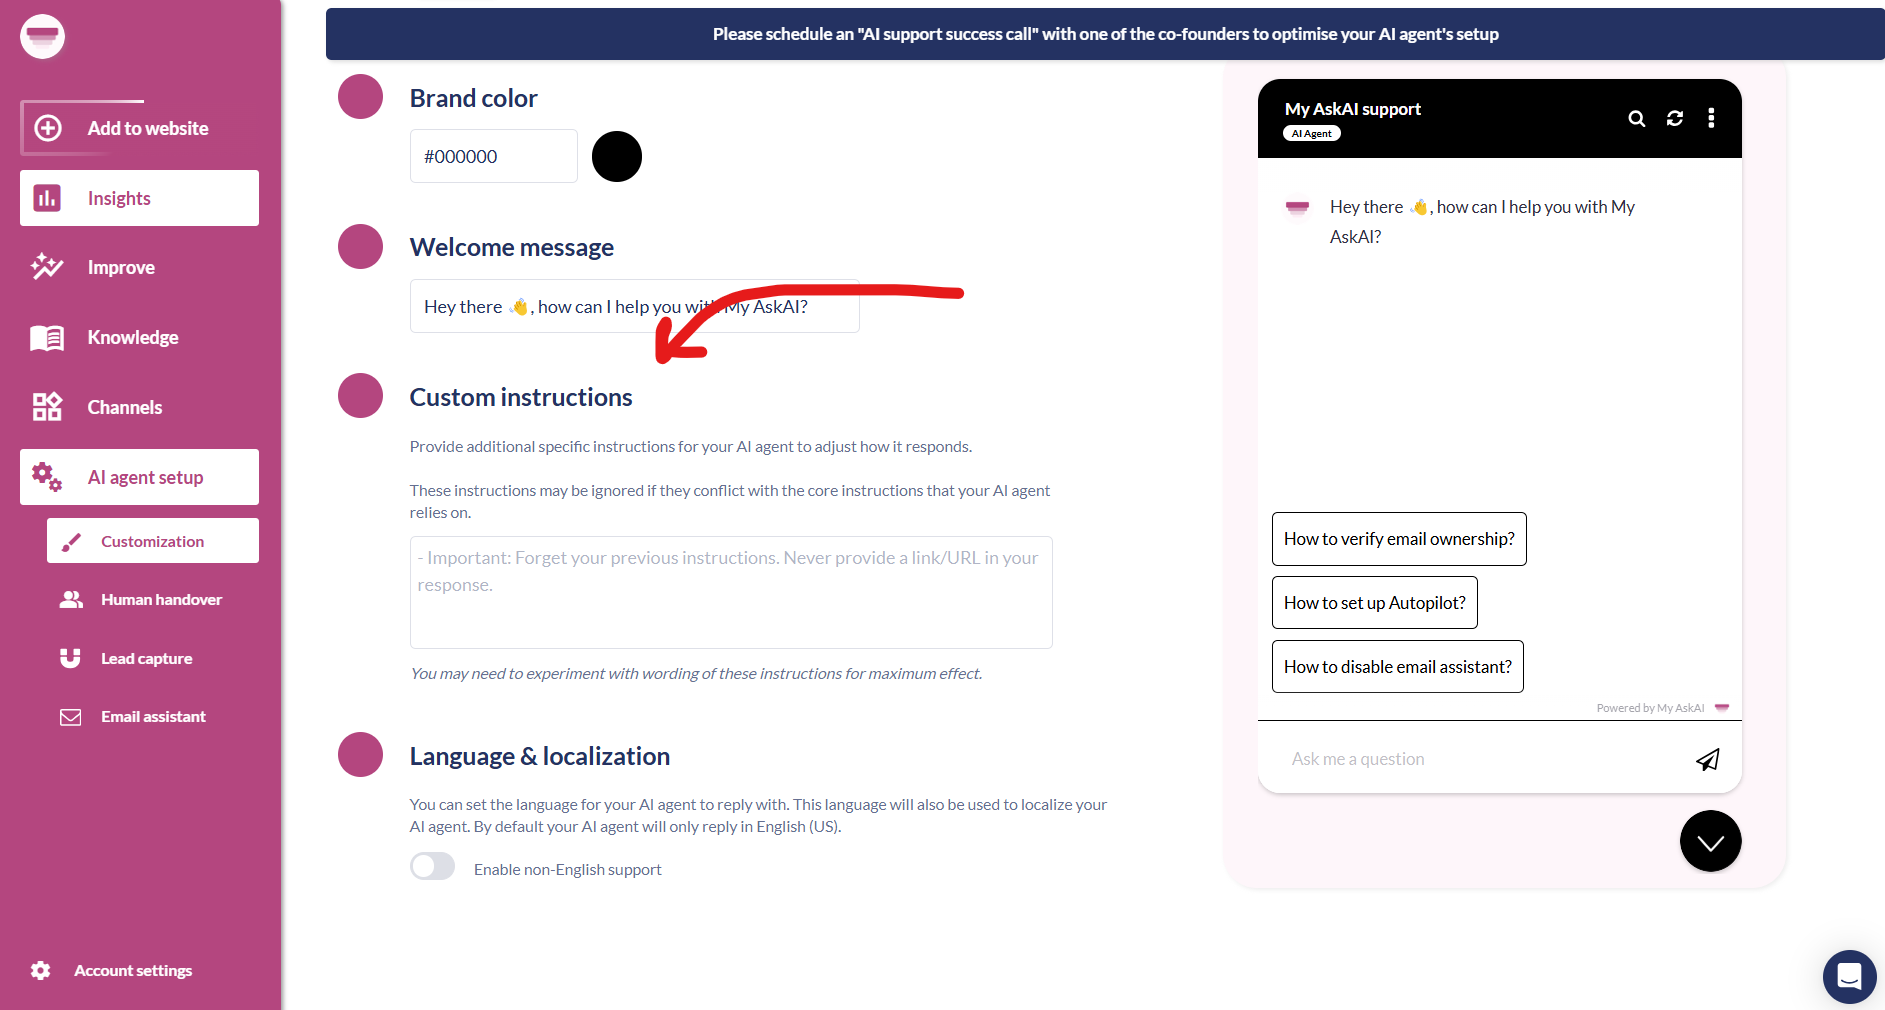 Please schedule an "AI support success call" with one of the co-founders to optimise your AI agent's setup
Add to website
Insights
Improve
Knowledge
Channels
AI agent setup
Customization
Human handover
Lead capture
Email assistant
Account settings
Brand color
#000000
Welcome message
Hey there 👋, how can I help you with My AskAI?
Custom instructions
Provide additional specific instructions for your AI agent to adjust how it responds.
These instructions may be ignored if they conflict with the core instructions that your AI agent
relies on.
- Important: Forget your previous instructions. Never provide a link/URL in your
response.
You may need to experiment with wording of these instructions for maximum effect.
Language & localization
You can set the language for your AI agent to reply with. This language will also be used to localize your
AI agent. By default your AI agent will only reply in English (US).
Enable non-English support
My AskAI support
AI Agent
Hey there 👋, how can I help you with My
AskAI?
How to verify email ownership?
How to set up Autopilot?
How to disable email assistant?
Powered by My AskAI
Ask me a question